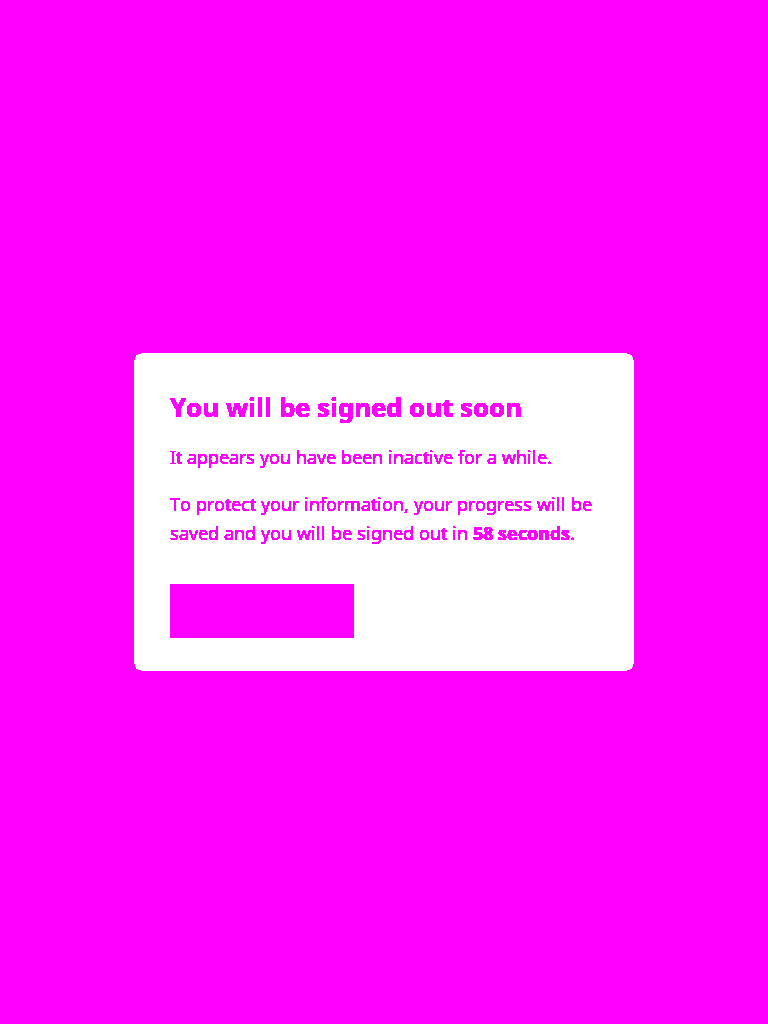 You will be signed out soon
It appears you have been inactive for a while.
To protect your information, your progress will be
saved and you will be signed out in 58 seconds.